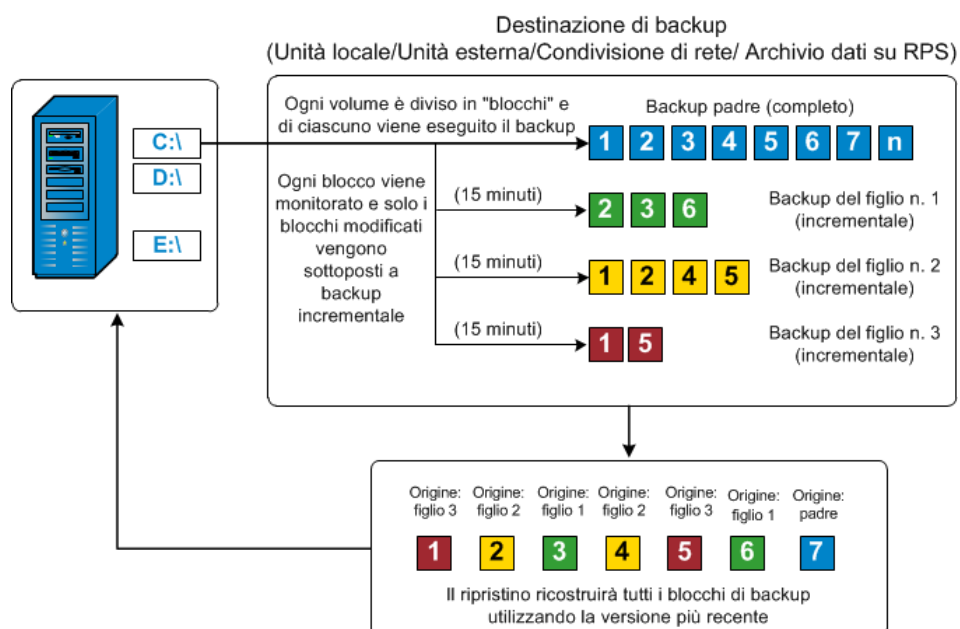 Destinazione di backup
(Unità locale/Unità esterna/Condivisione di rete/ Archivio dati su RPS)
C:\
D:\
E:\
Ogni volume è diviso in "blocchi" e
di ciascuno viene eseguito il backup
Backup padre (completo)
1 2 3 4 5 6 7 n
Ogni blocco viene
monitorato e solo i
blocchi modificati
vengono
sottoposti a
backup
incrementale
(15 minuti)
2 3 6
Backup del figlio n. 1
(incrementale)
(15 minuti)
1 2 4 5
Backup del figlio n. 2
(incrementale)
(15 minuti)
1 5
Backup del figlio n. 3
(incrementale)
Origine: Origine: Origine: Origine: Origine: Origine: Origine:
figlio 3 figlio 2 figlio 1 figlio 2 figlio 3 figlio 1 padre
1 2 3 4 5 6 7
Il ripristino ricostruirà tutti i blocchi di backup
utilizzando la versione più recente